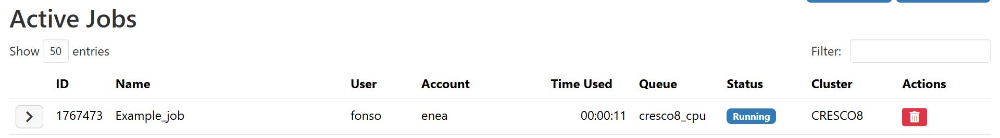 Active Jobs
Show 50 entries Filter:
ID Name User Account Time Used Queue Status Cluster Actions
1767473 Example_job fonso enea 00:00:11 cresco8_cpu Running CRESCO8